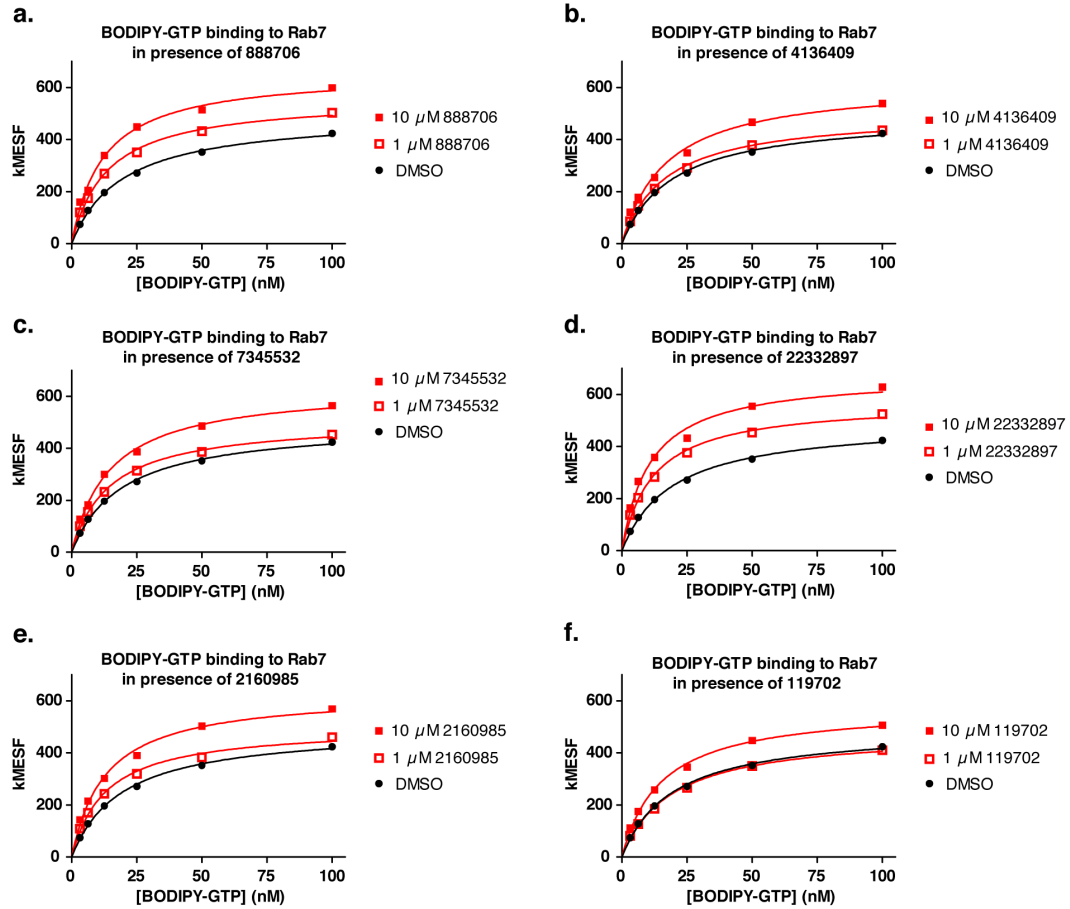 a.
BODIPY-GTP binding to Rab7
in presence of 888706
kMESF
600
400
200
0
0 25 50 75 100
[BODIPY-GTP] (nM)
10 µM 888706
1 µM 888706
DMSO
b.
BODIPY-GTP binding to Rab7
in presence of 4136409
kMESF
600
400
200
0
0 25 50 75 100
[BODIPY-GTP] (nM)
10 µM 4136409
1 µM 4136409
DMSO
c.
BODIPY-GTP binding to Rab7
in presence of 7345532
kMESF
600
400
200
0
0 25 50 75 100
[BODIPY-GTP] (nM)
10 µM 7345532
1 µM 7345532
DMSO
d.
BODIPY-GTP binding to Rab7
in presence of 22332897
kMESF
600
400
200
0
0 25 50 75 100
[BODIPY-GTP] (nM)
10 µM 22332897
1 µM 22332897
DMSO
e.
BODIPY-GTP binding to Rab7
in presence of 2160985
kMESF
600
400
200
0
0 25 50 75 100
[BODIPY-GTP] (nM)
10 µM 2160985
1 µM 2160985
DMSO
f.
BODIPY-GTP binding to Rab7
in presence of 119702
kMESF
600
400
200
0
0 25 50 75 100
[BODIPY-GTP] (nM)
10 µM 119702
1 µM 119702
DMSO